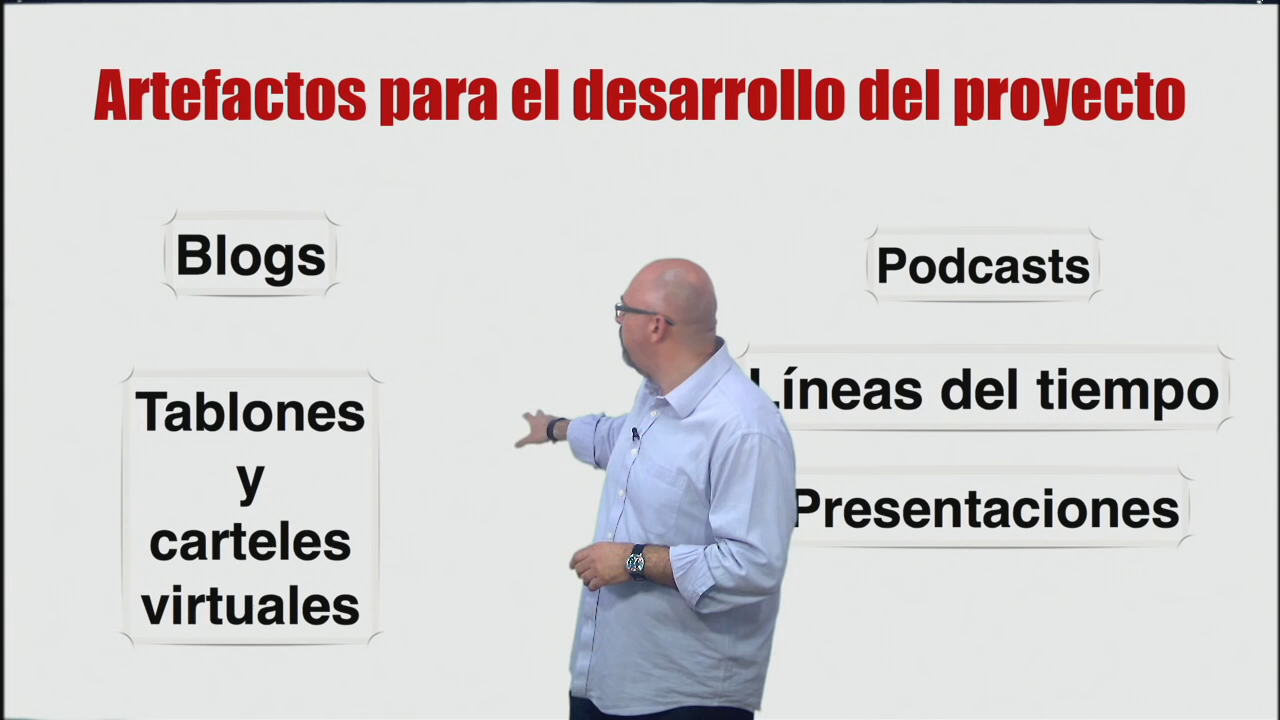 Artefactos para el desarrollo del proyecto
Blogs
Tablones
y
carteles
virtuales
Podcasts
Líneas del tiempo
Presentaciones